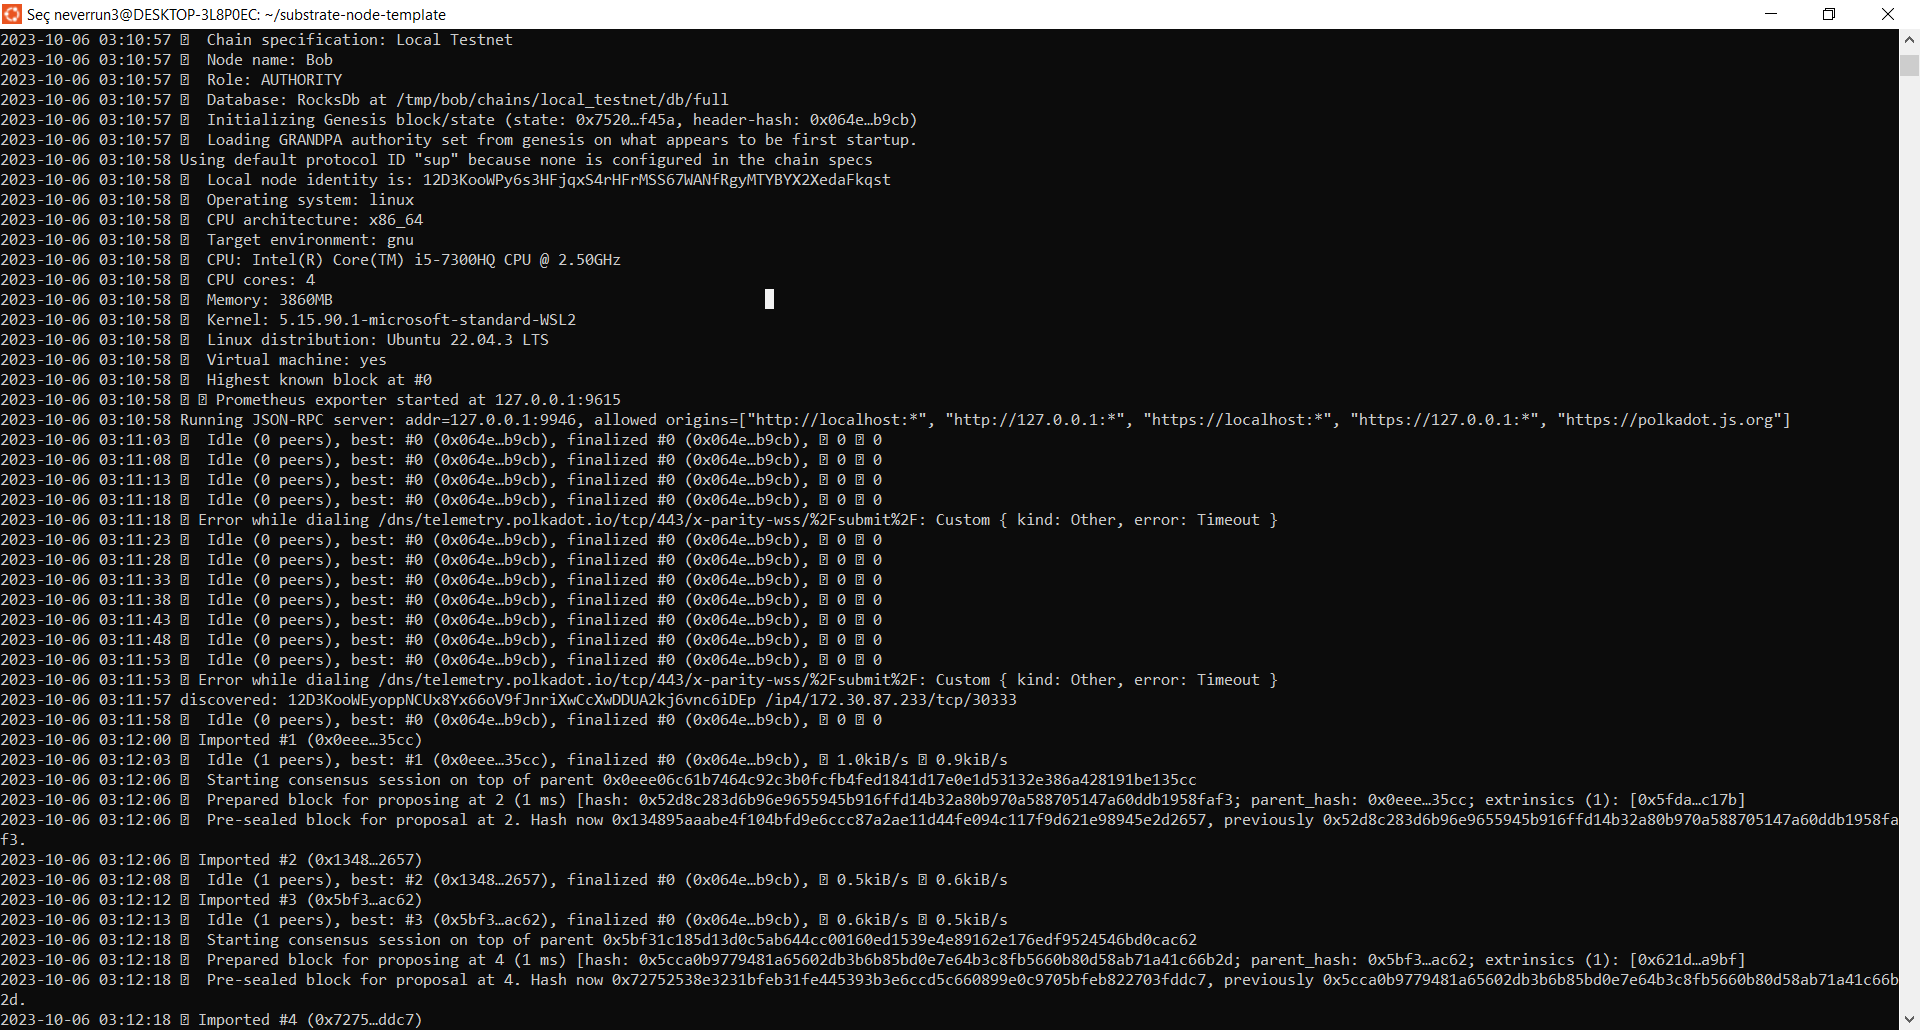 Seç neverrun3@DESKTOP-3L8P0EC: ~/substrate-node-template
2023-10-06 03:10:57 Chain specification: Local Testnet
2023-10-06 03:10:57 Node name: Bob
2023-10-06 03:10:57 Role: AUTHORITY
2023-10-06 03:10:57 Database: RocksDb at /tmp/bob/chains/local_testnet/db/full
2023-10-06 03:10:57 Initializing Genesis block/state (state: 0x7520…f45a, header-hash: 0x064e…b9cb)
2023-10-06 03:10:57 Loading GRANDPA authority set from genesis on what appears to be first startup.
2023-10-06 03:10:58 Using default protocol ID "sup" because none is configured in the chain specs
2023-10-06 03:10:58 Local node identity is: 12D3KooWPy6s3HFjqxS4rHFrMSS67WANfRgyMTYBYX2XedaFkqst
2023-10-06 03:10:58 Operating system: linux
2023-10-06 03:10:58 CPU architecture: x86_64
2023-10-06 03:10:58 Target environment: gnu
2023-10-06 03:10:58 CPU: Intel(R) Core(TM) i5-7300HQ CPU @ 2.50GHz
2023-10-06 03:10:58 CPU cores: 4
2023-10-06 03:10:58 Memory: 3860MB
2023-10-06 03:10:58 Kernel: 5.15.90.1-microsoft-standard-WSL2
2023-10-06 03:10:58 Linux distribution: Ubuntu 22.04.3 LTS
2023-10-06 03:10:58 Virtual machine: yes
2023-10-06 03:10:58 Highest known block at #0
2023-10-06 03:10:58 Prometheus exporter started at 127.0.0.1:9615
2023-10-06 03:10:58 Running JSON-RPC server: addr=127.0.0.1:9946, allowed origins=["http://localhost:*", "http://127.0.0.1:*", "https://localhost:*", "https://127.0.0.1:*", "https://polkadot.js.org"]
2023-10-06 03:11:03 Idle (0 peers), best: #0 (0x064e…b9cb), finalized #0 (0x064e…b9cb), 0 0
2023-10-06 03:11:08 Idle (0 peers), best: #0 (0x064e…b9cb), finalized #0 (0x064e…b9cb), 0 0
2023-10-06 03:11:13 Idle (0 peers), best: #0 (0x064e…b9cb), finalized #0 (0x064e…b9cb), 0 0
2023-10-06 03:11:18 Idle (0 peers), best: #0 (0x064e…b9cb), finalized #0 (0x064e…b9cb), 0 0
2023-10-06 03:11:18 Error while dialing /dns/telemetry.polkadot.io/tcp/443/x-parity-wss/%2Fsubmit%2F: Custom { kind: Other, error: Timeout }
2023-10-06 03:11:23 Idle (0 peers), best: #0 (0x064e…b9cb), finalized #0 (0x064e…b9cb), 0 0
2023-10-06 03:11:28 Idle (0 peers), best: #0 (0x064e…b9cb), finalized #0 (0x064e…b9cb), 0 0
2023-10-06 03:11:33 Idle (0 peers), best: #0 (0x064e…b9cb), finalized #0 (0x064e…b9cb), 0 0
2023-10-06 03:11:38 Idle (0 peers), best: #0 (0x064e…b9cb), finalized #0 (0x064e…b9cb), 0 0
2023-10-06 03:11:43 Idle (0 peers), best: #0 (0x064e…b9cb), finalized #0 (0x064e…b9cb), 0 0
2023-10-06 03:11:48 Idle (0 peers), best: #0 (0x064e…b9cb), finalized #0 (0x064e…b9cb), 0 0
2023-10-06 03:11:53 Idle (0 peers), best: #0 (0x064e…b9cb), finalized #0 (0x064e…b9cb), 0 0
2023-10-06 03:11:53 Error while dialing /dns/telemetry.polkadot.io/tcp/443/x-parity-wss/%2Fsubmit%2F: Custom { kind: Other, error: Timeout }
2023-10-06 03:11:57 discovered: 12D3KooWEyoppNCUx8Yx66oV9fJnriXwCcXwDDUA2kj6vnc6iDEp /ip4/172.30.87.233/tcp/30333
2023-10-06 03:11:58 Idle (0 peers), best: #0 (0x064e…b9cb), finalized #0 (0x064e…b9cb), 0 0
2023-10-06 03:12:00 Imported #1 (0x0eee…35cc)
2023-10-06 03:12:03 Idle (1 peers), best: #1 (0x0eee…35cc), finalized #0 (0x064e…b9cb), 1.0kiB/s 0.9kiB/s
2023-10-06 03:12:06 Starting consensus session on top of parent 0x0eee06c61b7464c92c3b0fcfb4fed1841d17e0e1d53132e386a428191be135cc
2023-10-06 03:12:06 Prepared block for proposing at 2 (1 ms) [hash: 0x52d8c283d6b96e9655945b916ffd14b32a80b970a588705147a60ddb1958faf3; parent_hash: 0x0eee…35cc; extrinsics (1): [0x5fda…c17b]
2023-10-06 03:12:06 Pre-sealed block for proposal at 2. Hash now 0x134895aaabe4f104bfd9e6ccc87a2ae11d44fe094c117f9d621e98945e2d2657, previously 0x52d8c283d6b96e9655945b916ffd14b32a80b970a588705147a60ddb1958fa
f3.
2023-10-06 03:12:06 Imported #2 (0x1348…2657)
2023-10-06 03:12:08 Idle (1 peers), best: #2 (0x1348…2657), finalized #0 (0x064e…b9cb), 0.5kiB/s 0.6kiB/s
2023-10-06 03:12:12 Imported #3 (0x5bf3…ac62)
2023-10-06 03:12:13 Idle (1 peers), best: #3 (0x5bf3…ac62), finalized #0 (0x064e…b9cb), 0.6kiB/s 0.5kiB/s
2023-10-06 03:12:18 Starting consensus session on top of parent 0x5bf31c185d13d0c5ab644cc00160ed1539e4e89162e176edf9524546bd0cac62
2023-10-06 03:12:18 Prepared block for proposing at 4 (1 ms) [hash: 0x5cca0b9779481a65602db3b6b85bd0e7e64b3c8fb5660b80d58ab71a41c66b2d; parent_hash: 0x5bf3…ac62; extrinsics (1): [0x621d…a9bf]
2023-10-06 03:12:18 Pre-sealed block for proposal at 4. Hash now 0x72752538e3231bfeb31fe445393b3e6ccd5c660899e0c9705bfeb822703fddc7, previously 0x5cca0b9779481a65602db3b6b85bd0e7e64b3c8fb5660b80d58ab71a41c66b
2d.
2023-10-06 03:12:18 Imported #4 (0x7275…ddc7)